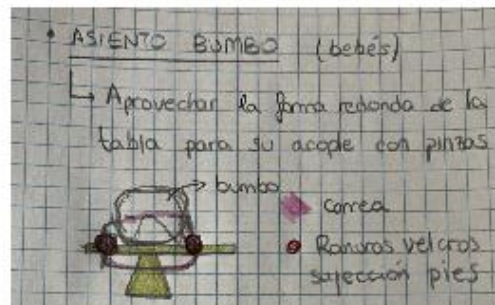 • ASIENTO BUMBO (bebés)
↳ Aprovechar la forma redonda de la
tabla para su acople con pinzas
→ bumbo
correa
Ranuras velcros
sujección pies